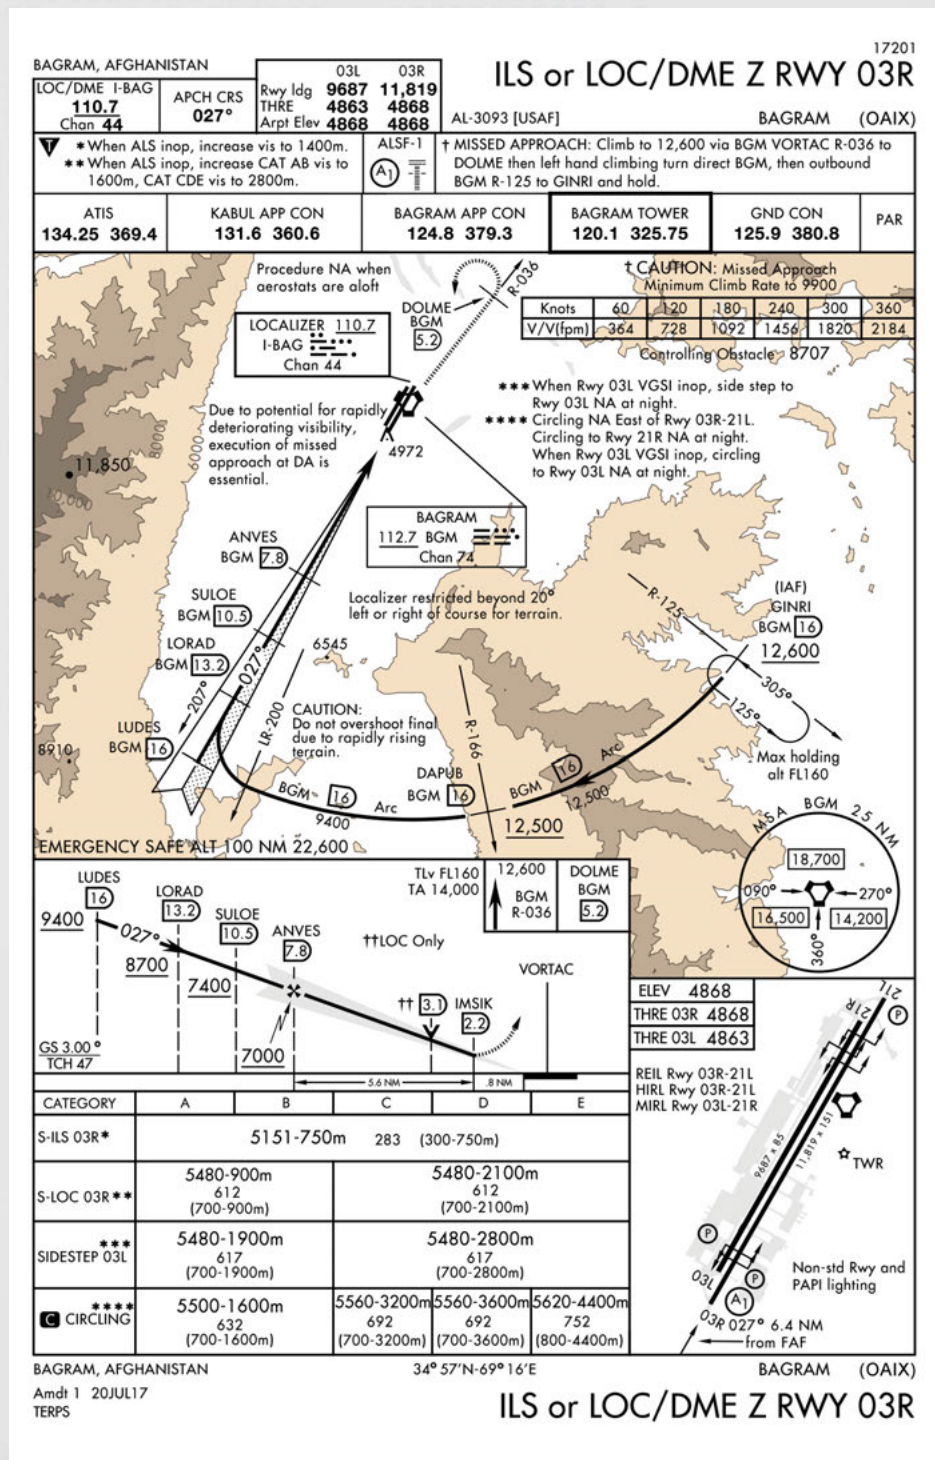 17201
BAGRAM, AFGHANISTAN
LOC/DME I-BAG
110.7
Chan 44
APCH CRS
027°
03L 03R
Rwy ldg 9687 11,819
THRE 4863 4868
Arpt Elev 4868 4868
ILS or LOC/DME Z RWY 03R
AL-3093 [USAF]
BAGRAM (OAIX)
T
* When ALS inop, increase vis to 1400m.
** When ALS inop, increase CAT AB vis to
1600m, CAT CDE vis to 2800m.
ALSF-1
A1
† MISSED APPROACH: Climb to 12,600 via BGM VORTAC R-036 to
DOLME then left hand climbing turn direct BGM, then outbound
BGM R-125 to GINRI and hold.
ATIS
134.25 369.4
KABUL APP CON
131.6 360.6
BAGRAM APP CON
124.8 379.3
BAGRAM TOWER
120.1 325.75
GND CON
125.9 380.8
PAR
Procedure NA when
aerostats are aloft
R-036
DOLME
BGM
5.2
† CAUTION: Missed Approach
Minimum Climb Rate to 9900
Knots 60 120 180 240 300 360
V/V(fpm) 364 728 1092 1456 1820 2184
Controlling Obstacle 8707
LOCALIZER 110.7
I-BAG
Chan 44
*** When Rwy 03L VGSI inop, side step to
Rwy 03L NA at night.
**** Circling NA East of Rwy 03R-21L.
Circling to Rwy 21R NA at night.
When Rwy 03L VGSI inop, circling
to Rwy 03L NA at night.
8000
6000
10,000
11,850
Due to potential for rapidly
deteriorating visibility,
execution of missed
approach at DA is
essential.
4972
BAGRAM
112.7 BGM
Chan 74
ANVES
BGM 7.8
SULOE
BGM 10.5
LORAD
BGM 13.2
Localizer restricted beyond 20°
left or right of course for terrain.
R-125
(IAF)
GINRI
BGM 16
12,600
6545
027°
207°
LR-200
CAUTION:
Do not overshoot final
due to rapidly rising
terrain.
R-166
305°
125°
Max holding
alt FL160
LUDES
BGM 16
8910
BGM 16 Arc
9400
DAPUB
BGM 16
BGM 16 Arc
12,500
12,500
MSA BGM 25 NM
18,700
090°
270°
16,500
14,200
360°
EMERGENCY SAFE ALT 100 NM 22,600
LUDES
16
9400
LORAD
13.2
027°
8700
SULOE
10.5
7400
ANVES
7.8
7000
††LOC Only
TLv FL160
TA 14,000
12,600
BGM
R-036
DOLME
BGM
5.2
VORTAC
†† 3.1
IMSIK
2.2
GS 3.00°
TCH 47
5.6 NM
.8 NM
ELEV 4868
THRE 03R 4868
THRE 03L 4863
REIL Rwy 03R-21L
HIRL Rwy 03R-21L
MIRL Rwy 03L-21R
21L
21R
P
9687 x 85
11,819 x 151
TWR
P
P
A1
03L
03R
Non-std Rwy and
PAPI lighting
027° 6.4 NM
from FAF
CATEGORY A B C D E
S-ILS 03R* 5151-750m 283 (300-750m)
S-LOC 03R** 5480-900m 612 (700-900m) 5480-2100m 612 (700-2100m)
SIDESTEP 03L*** 5480-1900m 617 (700-1900m) 5480-2800m 617 (700-2800m)
C CIRCLING**** 5500-1600m 632 (700-1600m) 5560-3200m 692 (700-3200m) 5560-3600m 692 (700-3600m) 5620-4400m 752 (800-4400m)
BAGRAM, AFGHANISTAN
34°57'N-69°16'E
BAGRAM (OAIX)
Amdt 1 20JUL17
TERPS
ILS or LOC/DME Z RWY 03R